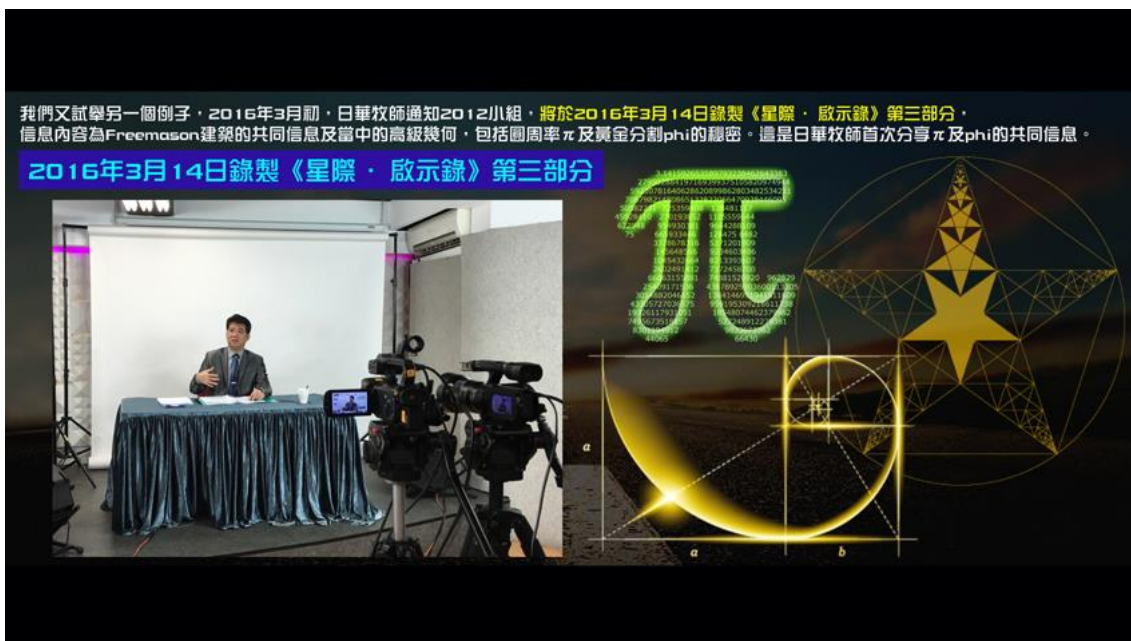 我們又試舉另一個例子,2016年3月初,日華牧師通知2012小組,將於2016年3月14日錄製《星際.啟示錄》第三部分,
信息內容為Freemason建築的共同信息及當中的高級幾何,包括圓周率π及黃金分割phi的秘密。這是日華牧師首次分享π及phi的共同信息。
2016年3月14日錄製《星際.啟示錄》第三部分
π
a
a
b